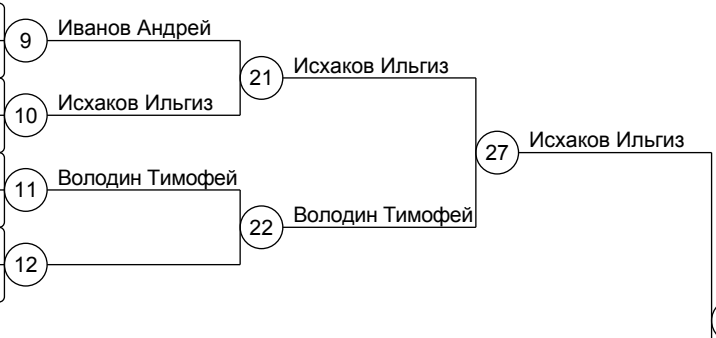 9 Иванов Андрей
21 Исхаков Ильгиз
10 Исхаков Ильгиз
27 Исхаков Ильгиз
11 Володин Тимофей
22 Володин Тимофей
12